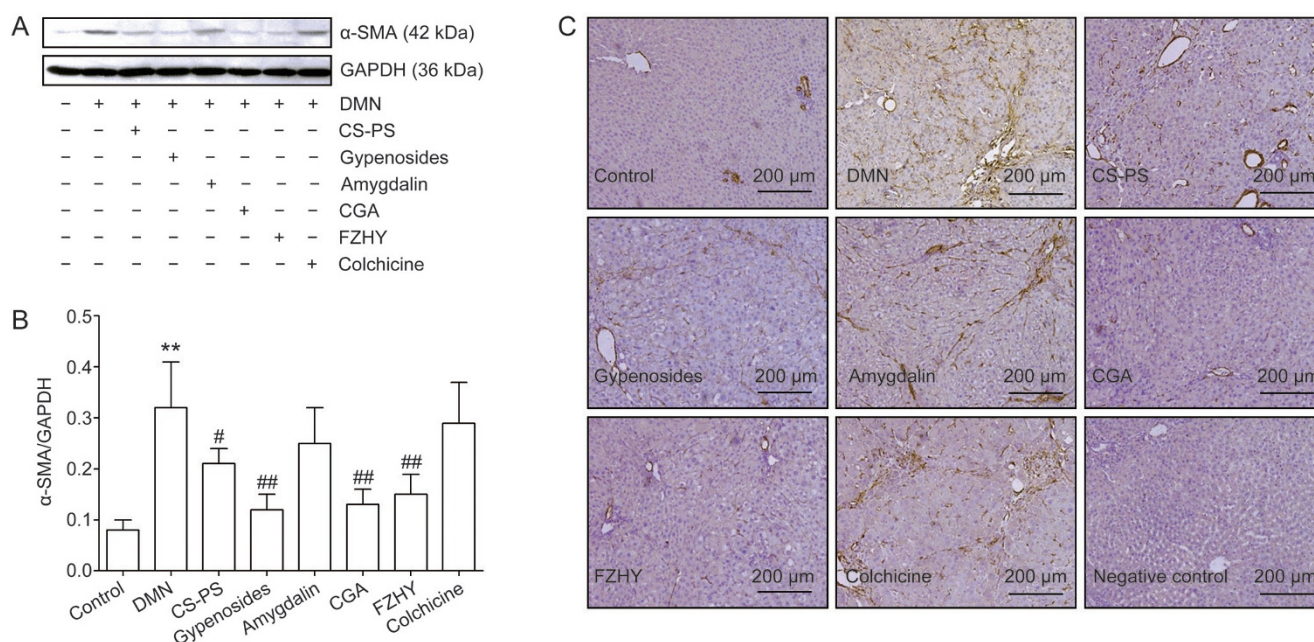 A
α-SMA (42 kDa)
GAPDH (36 kDa)
– + + + + + + + DMN
– – + – – – – – CS-PS
– – – + – – – – Gypenosides
– – – – + – – – Amygdalin
– – – – – + – – CGA
– – – – – – + – FZHY
– – – – – – – + Colchicine
B
α-SMA/GAPDH
0.5
0.4
0.3
0.2
0.1
0.0
**
#
##
##
##
Control
DMN
CS-PS
Gypenosides
Amygdalin
CGA
FZHY
Colchicine
C
Control 200 μm
DMN 200 μm
CS-PS 200 μm
Gypenosides 200 μm
Amygdalin 200 μm
CGA 200 μm
FZHY 200 μm
Colchicine 200 μm
Negative control 200 μm